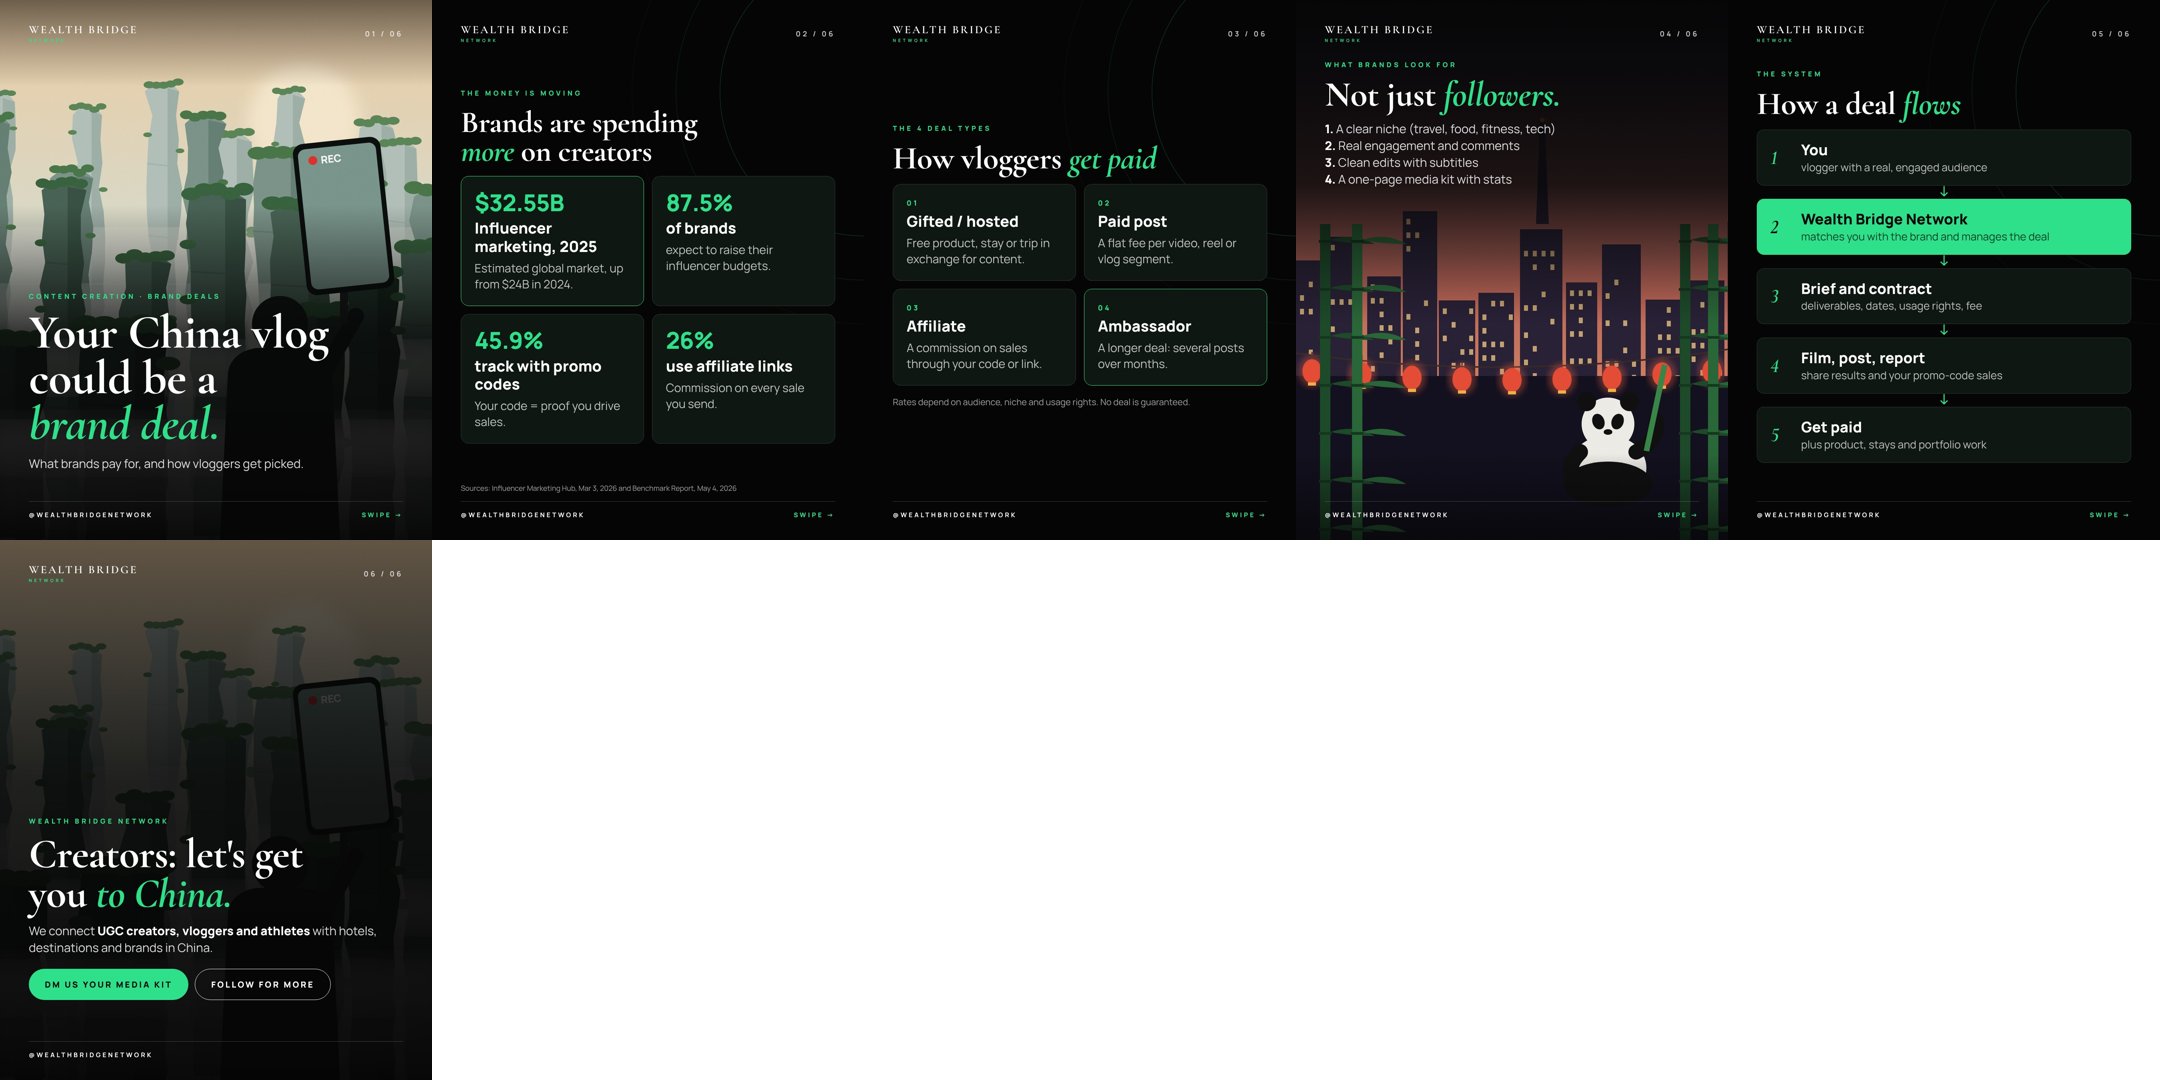 WEALTH BRIDGE
NETWORK
01 / 06
REC
CONTENT CREATION · BRAND DEALS
Your China vlog
could be a
brand deal.
What brands pay for, and how vloggers get picked.
@WEALTHBRIDGENETWORK
SWIPE →
WEALTH BRIDGE
NETWORK
02 / 06
THE MONEY IS MOVING
Brands are spending
more on creators
$32.55B
Influencer
marketing, 2025
Estimated global market, up
from $24B in 2024.
87.5%
of brands
expect to raise their
influencer budgets.
45.9%
track with promo
codes
Your code = proof you drive
sales.
26%
use affiliate links
Commission on every sale
you send.
Sources: Influencer Marketing Hub, Mar 3, 2026 and Benchmark Report, May 4, 2026
@WEALTHBRIDGENETWORK
SWIPE →
WEALTH BRIDGE
NETWORK
03 / 06
THE 4 DEAL TYPES
How vloggers get paid
01
Gifted / hosted
Free product, stay or trip in
exchange for content.
02
Paid post
A flat fee per video, reel or
vlog segment.
03
Affiliate
A commission on sales
through your code or link.
04
Ambassador
A longer deal: several posts
over months.
Rates depend on audience, niche and usage rights. No deal is guaranteed.
@WEALTHBRIDGENETWORK
SWIPE →
WEALTH BRIDGE
NETWORK
04 / 06
WHAT BRANDS LOOK FOR
Not just followers.
1. A clear niche (travel, food, fitness, tech)
2. Real engagement and comments
3. Clean edits with subtitles
4. A one-page media kit with stats
@WEALTHBRIDGENETWORK
SWIPE →
WEALTH BRIDGE
NETWORK
05 / 06
THE SYSTEM
How a deal flows
1
You
vlogger with a real, engaged audience
↓
2
Wealth Bridge Network
matches you with the brand and manages the deal
↓
3
Brief and contract
deliverables, dates, usage rights, fee
↓
4
Film, post, report
share results and your promo-code sales
↓
5
Get paid
plus product, stays and portfolio work
@WEALTHBRIDGENETWORK
SWIPE →
WEALTH BRIDGE
NETWORK
06 / 06
REC
WEALTH BRIDGE NETWORK
Creators: let's get
you to China.
We connect UGC creators, vloggers and athletes with hotels,
destinations and brands in China.
DM US YOUR MEDIA KIT
FOLLOW FOR MORE
@WEALTHBRIDGENETWORK